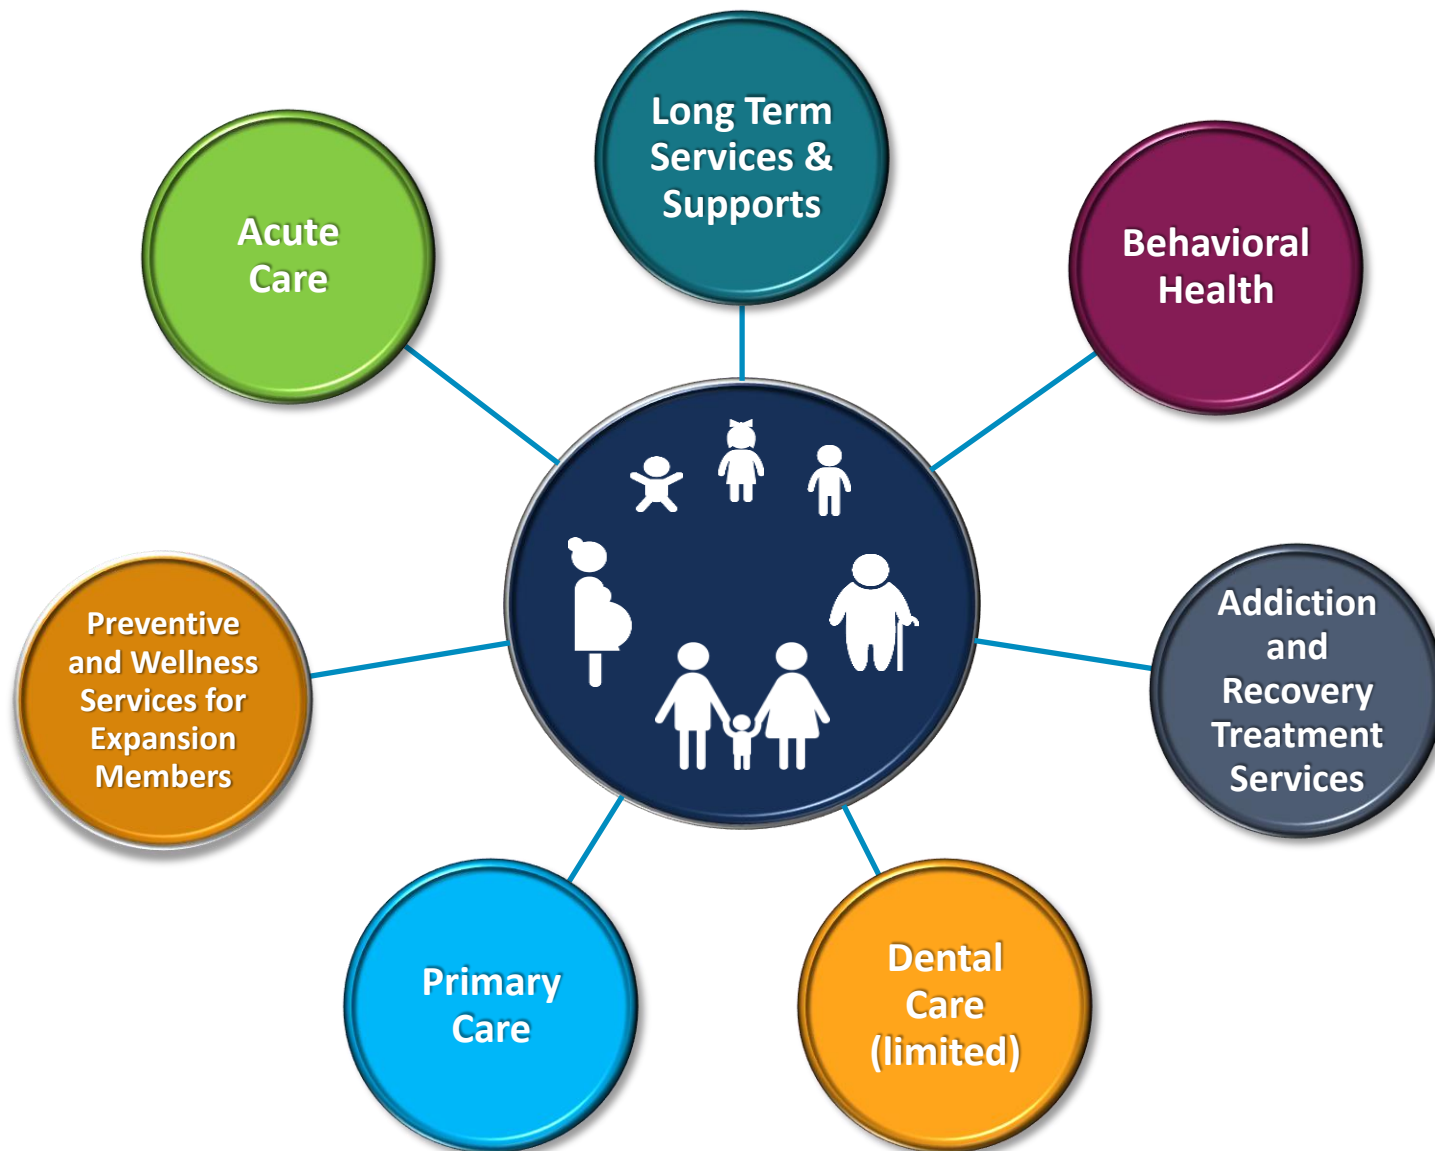 Long Term
Services &
Supports
Acute
Care
Behavioral
Health
Preventive
and Wellness
Services for
Expansion
Members
Addiction
and
Recovery
Treatment
Services
Primary
Care
Dental
Care
(limited)